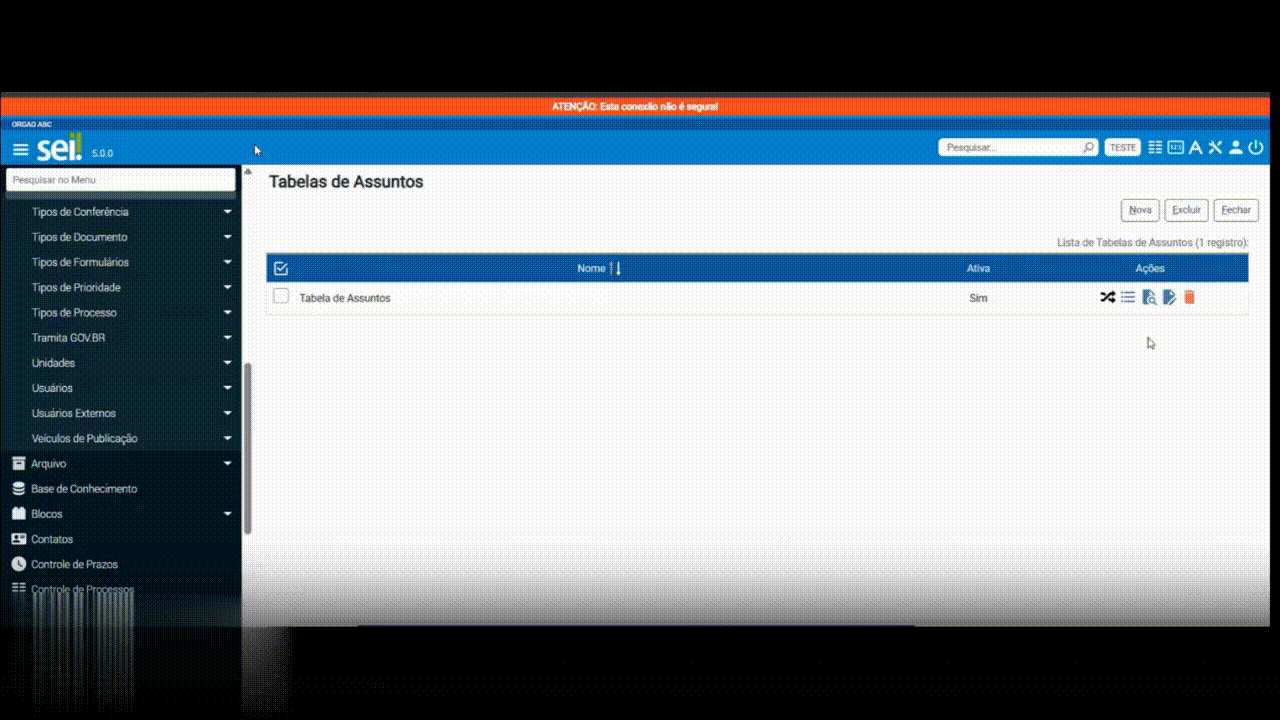 ATENÇÃO: Esta conexão não é segura!
ORGAO ABC
sei! 5.0.0
Pesquisar...
TESTE
123
Pesquisar no Menu
Tipos de Conferência
Tipos de Documento
Tipos de Formulários
Tipos de Prioridade
Tipos de Processo
Tramita GOV.BR
Unidades
Usuários
Usuários Externos
Veículos de Publicação
Arquivo
Base de Conhecimento
Blocos
Contatos
Controle de Prazos
Controle de Processos
Tabelas de Assuntos
Nova Excluir Fechar
Lista de Tabelas de Assuntos (1 registro):
Nome Ativa Ações
Tabela de Assuntos Sim